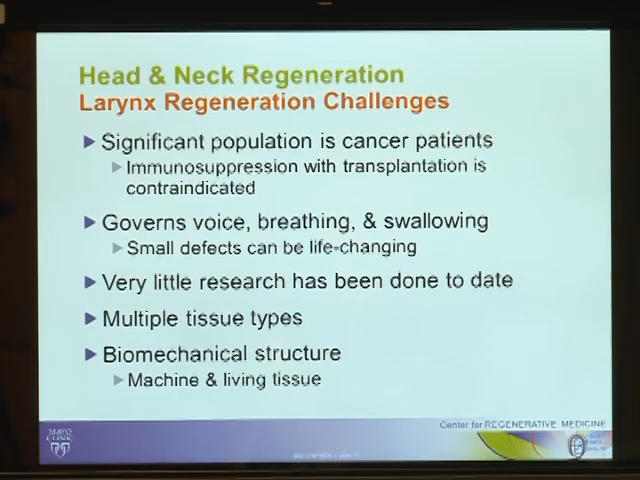 Head & Neck Regeneration
Larynx Regeneration Challenges
Significant population is cancer patients
Immunosuppression with transplantation is
contraindicated
Governs voice, breathing, & swallowing
Small defects can be life-changing
Very little research has been done to date
Multiple tissue types
Biomechanical structure
Machine & living tissue
Center for REGENERATIVE MEDICINE
MAYO
CLINIC